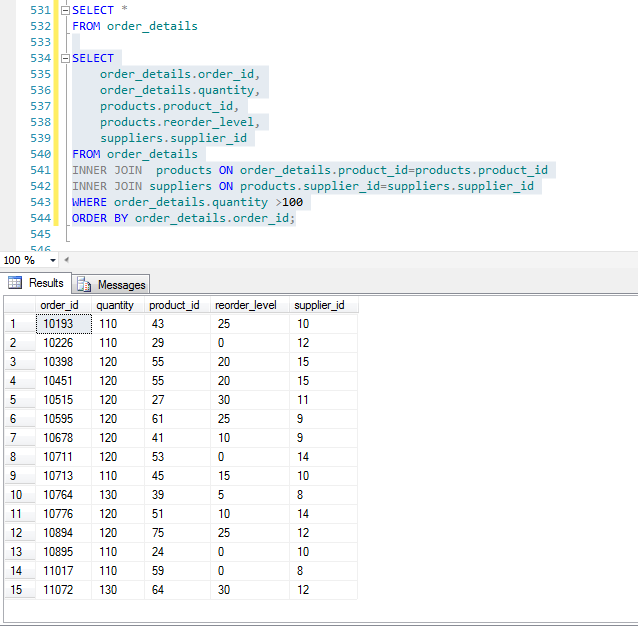 531 SELECT *
532 FROM order_details
533
534 SELECT
535 order_details.order_id,
536 order_details.quantity,
537 products.product_id,
538 products.reorder_level,
539 suppliers.supplier_id
540 FROM order_details
541 INNER JOIN  products ON order_details.product_id=products.product_id
542 INNER JOIN suppliers ON products.supplier_id=suppliers.supplier_id
543 WHERE order_details.quantity >100
544 ORDER BY order_details.order_id;
545
546
100 %
Results Messages
order_id quantity product_id reorder_level supplier_id
1 10193 110 43 25 10
2 10226 110 29 0 12
3 10398 120 55 20 15
4 10451 120 55 20 15
5 10515 120 27 30 11
6 10595 120 61 25 9
7 10678 120 41 10 9
8 10711 120 53 0 14
9 10713 110 45 15 10
10 10764 130 39 5 8
11 10776 120 51 10 14
12 10894 120 75 25 12
13 10895 110 24 0 10
14 11017 110 59 0 8
15 11072 130 64 30 12